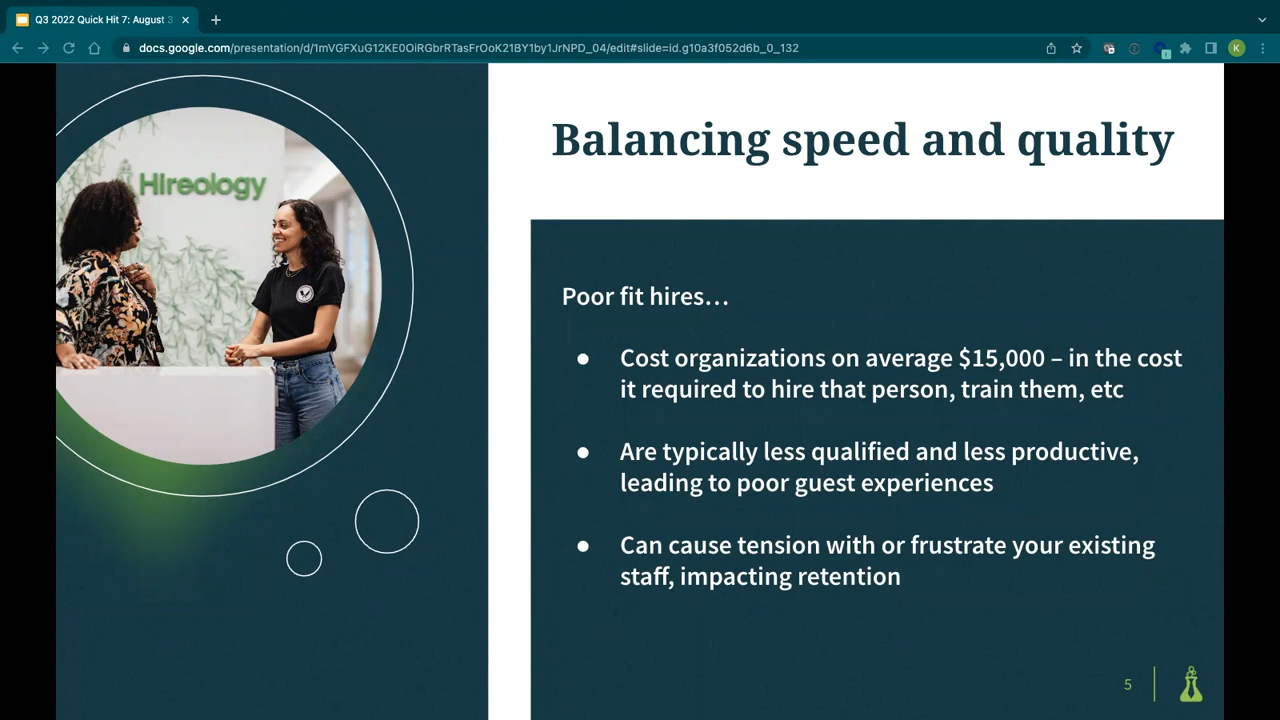 Q3 2022 Quick Hit 7: August 3
docs.google.com/presentation/d/1mVGFXuG12KE0OiRGbrRTasFrOoK21BY1by1JrNPD_04/edit#slide=id.g10a3f052d6b_0_132
K
Hireology
Balancing speed and quality
Poor fit hires…
● Cost organizations on average $15,000 – in the cost
it required to hire that person, train them, etc
● Are typically less qualified and less productive,
leading to poor guest experiences
● Can cause tension with or frustrate your existing
staff, impacting retention
5